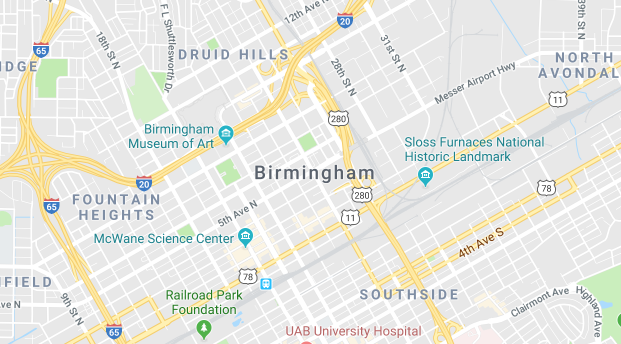 12th Ave N
20
39th St N
F L Shuttlesworth Dr
18th St N
31st St N
65
DRUID HILLS
28th St N
NORTH
AVONDAL
DGE
Messer Airport Hwy
11
280
Birmingham
Museum of Art
Sloss Furnaces National
Historic Landmark
Birmingham
20
78
280
65
FOUNTAIN
HEIGHTS
5th Ave N
11
McWane Science Center
4th Ave S
78
NFIELD
9th St N
Railroad Park
Foundation
SOUTHSIDE
Clairmont Ave
Highland Ave
ve N
65
UAB University Hospital